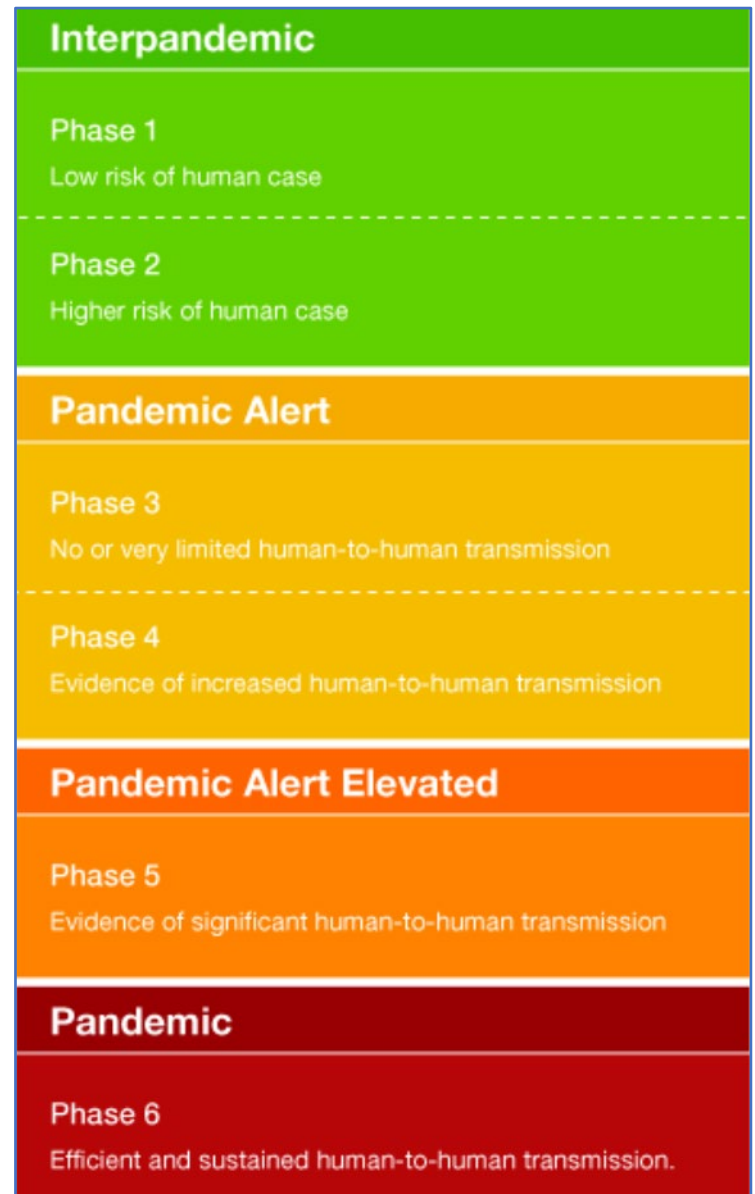 Interpandemic
Phase 1
Low risk of human case
Phase 2
Higher risk of human case
Pandemic Alert
Phase 3
No or very limited human-to-human transmission
Phase 4
Evidence of increased human-to-human transmission
Pandemic Alert Elevated
Phase 5
Evidence of significant human-to-human transmission
Pandemic
Phase 6
Efficient and sustained human-to-human transmission.